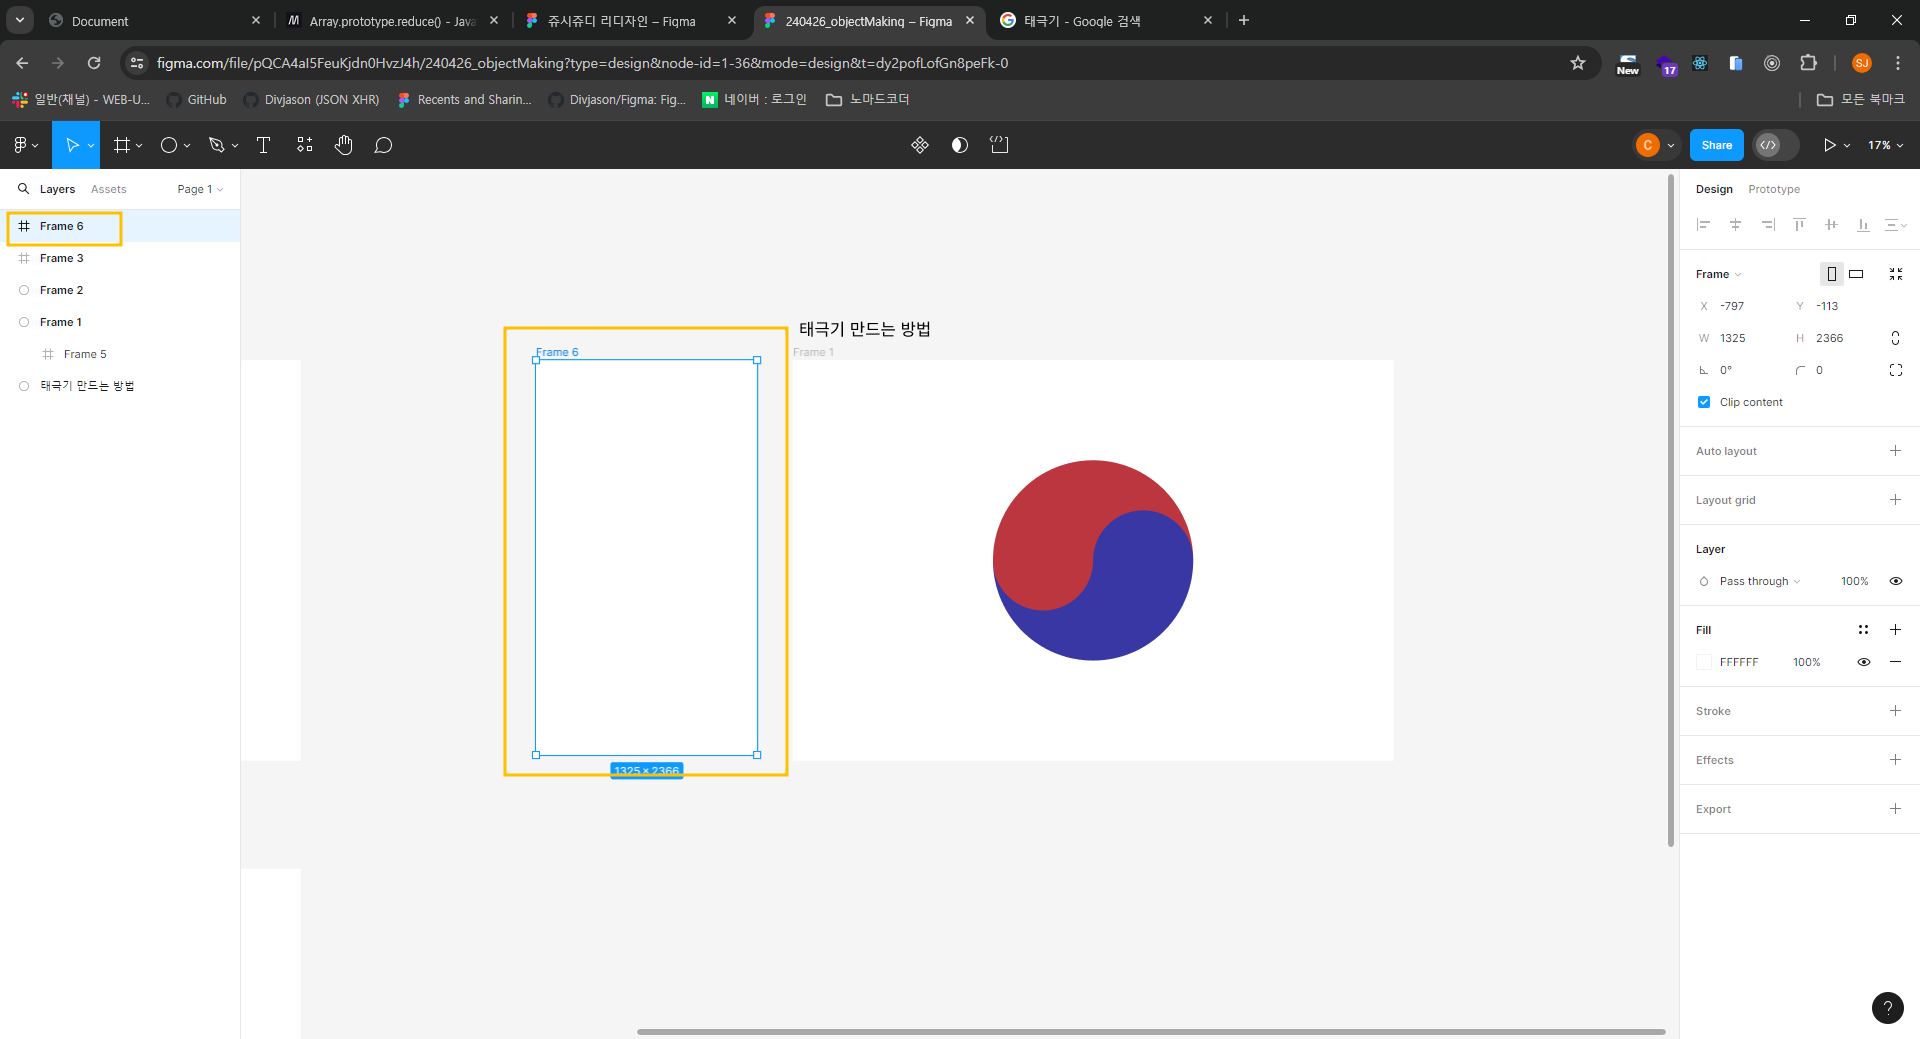 Document
Array.prototype.reduce() - Java
쥬시쥬디 리디자인 – Figma
240426_objectMaking – Figma
태극기 - Google 검색
figma.com/file/pQCA4aI5FeuKjdn0HvzJ4h/240426_objectMaking?type=design&node-id=1-36&mode=design&t=dy2pofLofGn8peFk-0
New
17
SJ
일반(채널) - WEB-U...
GitHub
Divjason (JSON XHR)
Recents and Sharin...
Divjason/Figma: Fig...
N
네이버 : 로그인
노마드코더
모든 북마크
C
Share
17%
Layers
Assets
Page 1
Frame 6
Frame 3
Frame 2
Frame 1
Frame 5
태극기 만드는 방법
태극기 만드는 방법
Frame 6
Frame 1
1325 × 2366
Design
Prototype
Frame
X -797
Y -113
W 1325
H 2366
0°
0
Clip content
Auto layout
Layout grid
Layer
Pass through
100%
Fill
FFFFFF
100%
Stroke
Effects
Export
?